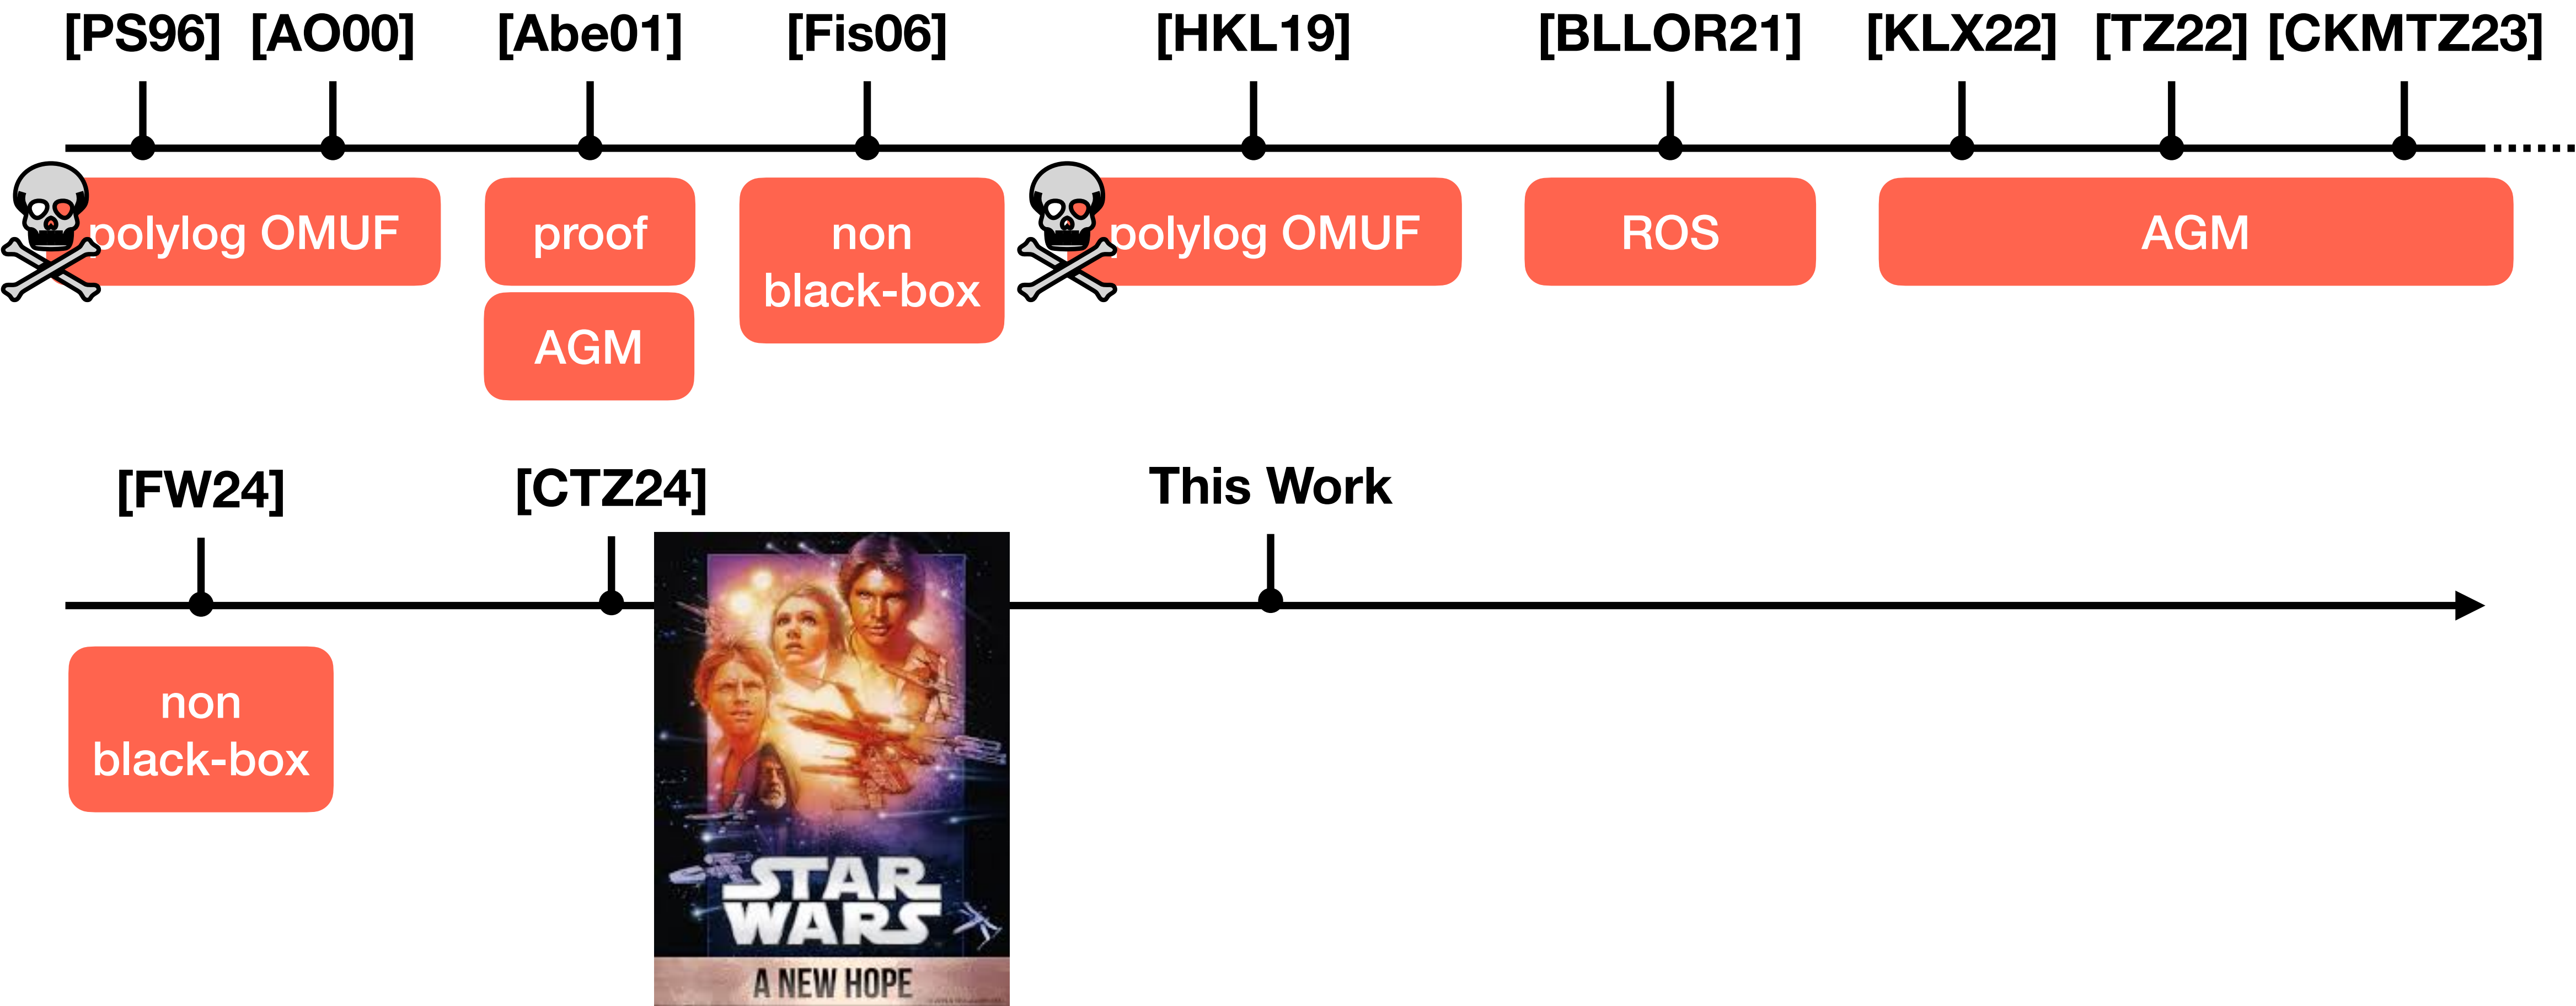 [PS96] [AO00] [Abe01] [Fis06] [HKL19] [BLLOR21] [KLX22] [TZ22] [CKMTZ23]
polylog OMUF
proof
AGM
non
black-box
polylog OMUF
ROS
AGM
[FW24] [CTZ24] This Work
non
black-box
STAR
WARS
A NEW HOPE